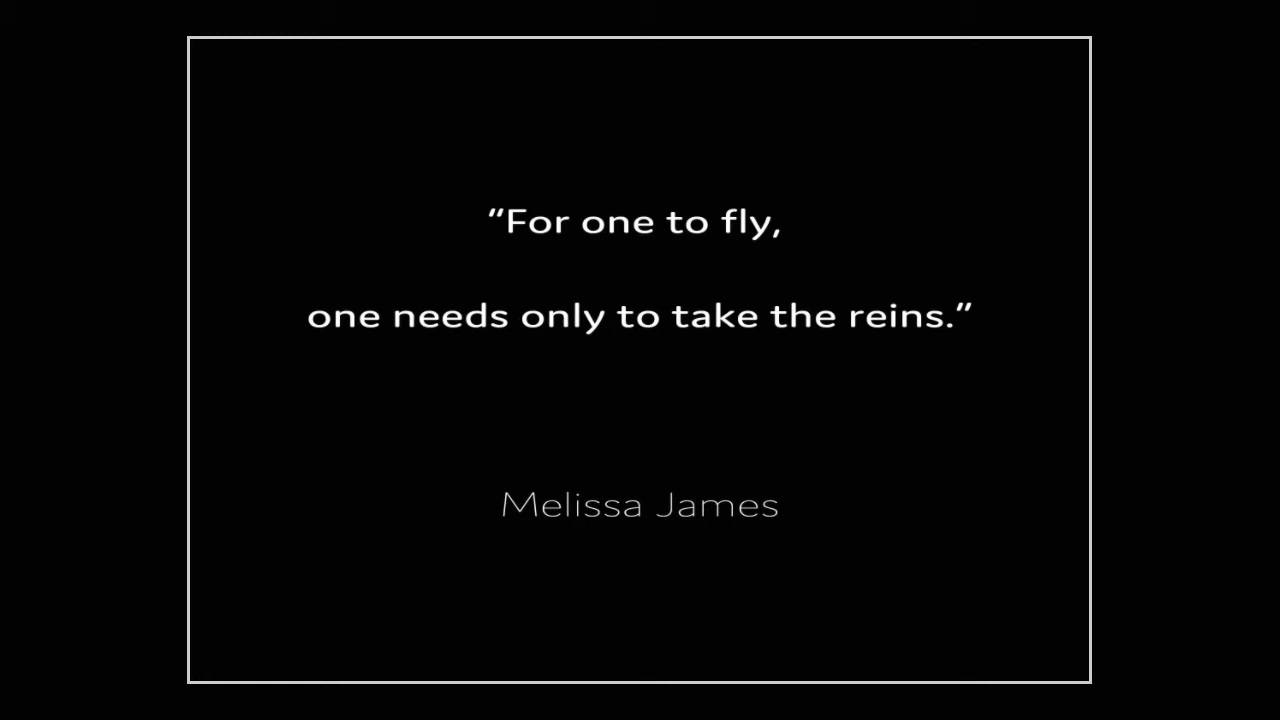 “For one to fly,
one needs only to take the reins.”
Melissa James